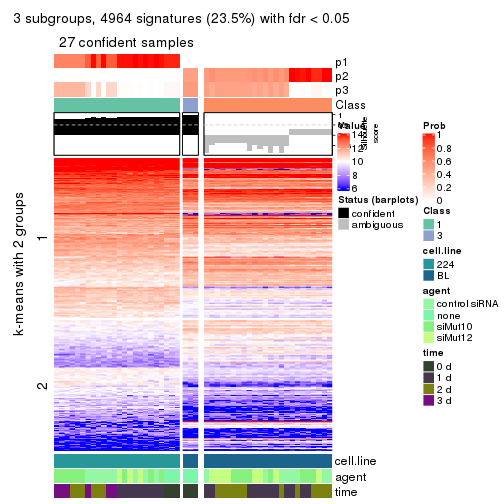 3 subgroups, 4964 signatures (23.5%) with fdr < 0.05
27 confident samples
p1
p2
p3
Class
1
score
Value
14
12
10
8
6
Status (barplots)
confident
ambiguous
Prob
1
0.8
0.6
0.4
0.2
0
Class
1
3
cell.line
224
BL
agent
control siRNA
none
siMut10
siMut12
time
0 d
1 d
2 d
3 d
k-means with 2 groups
1
2
cell.line
agent
time